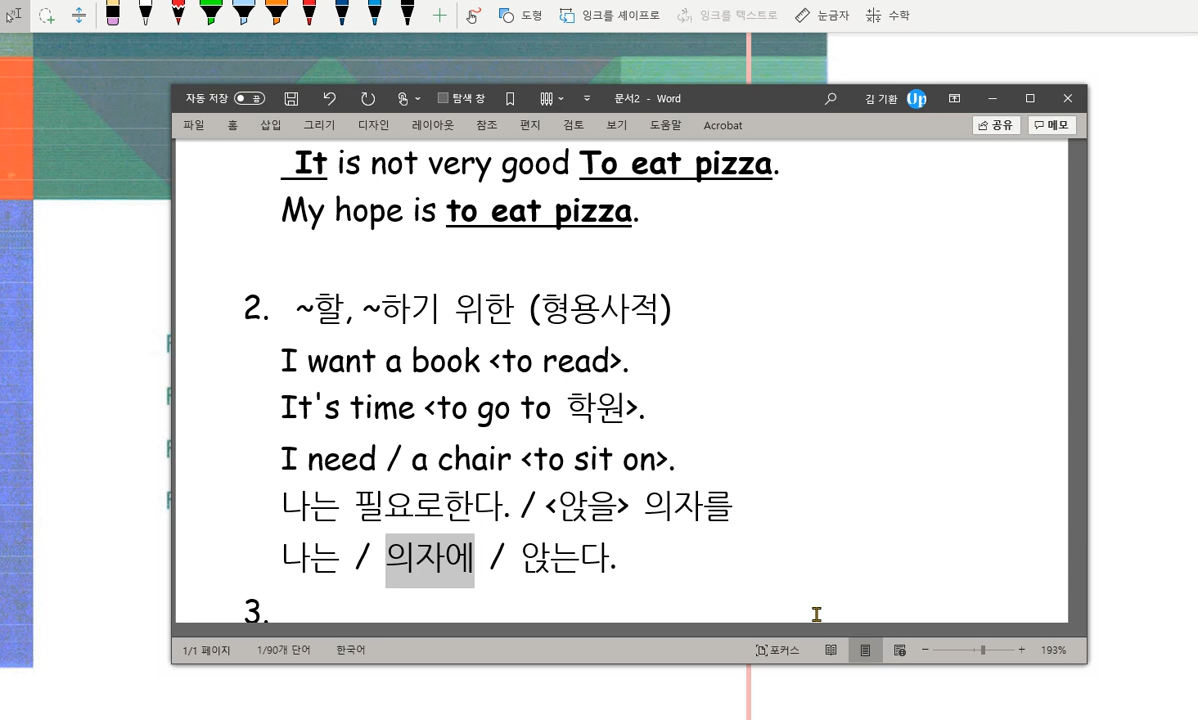 도형 잉크를 셰이프로 잉크를 텍스트로 눈금자 수학
자동 저장 끔 탐색 창 문서2 - Word 김 기환 Up
파일 홈 삽입 그리기 디자인 레이아웃 참조 편지 검토 보기 도움말 Acrobat 공유 메모
It is not very good To eat pizza.
My hope is to eat pizza.
2. ~할, ~하기 위한 (형용사적)
I want a book <to read>.
It's time <to go to 학원>.
I need / a chair <to sit on>.
나는 필요로한다. / <앉을> 의자를
나는 / 의자에 / 앉는다.
3.
1/1 페이지 1/90개 단어 한국어 포커스 193%